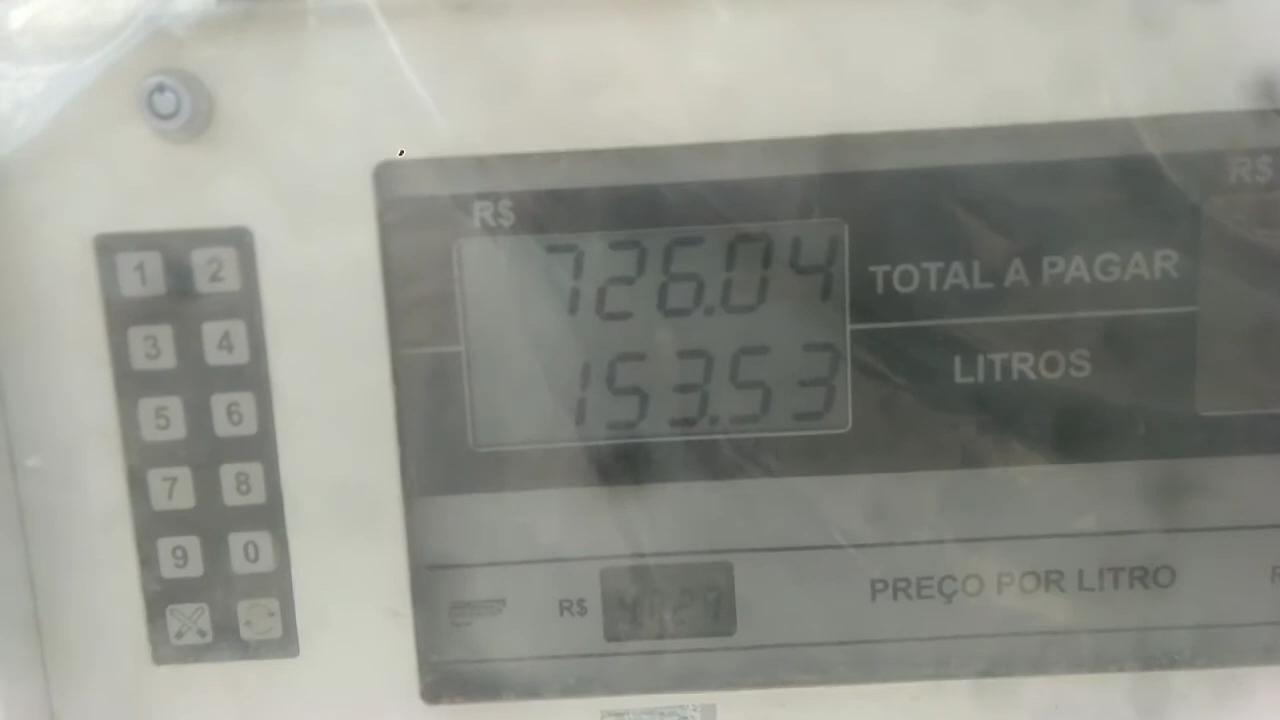 R$
R$
726.04
TOTAL A PAGAR
153.53
LITROS
1 2
3 4
5 6
7 8
9 0
R$
PREÇO POR LITRO